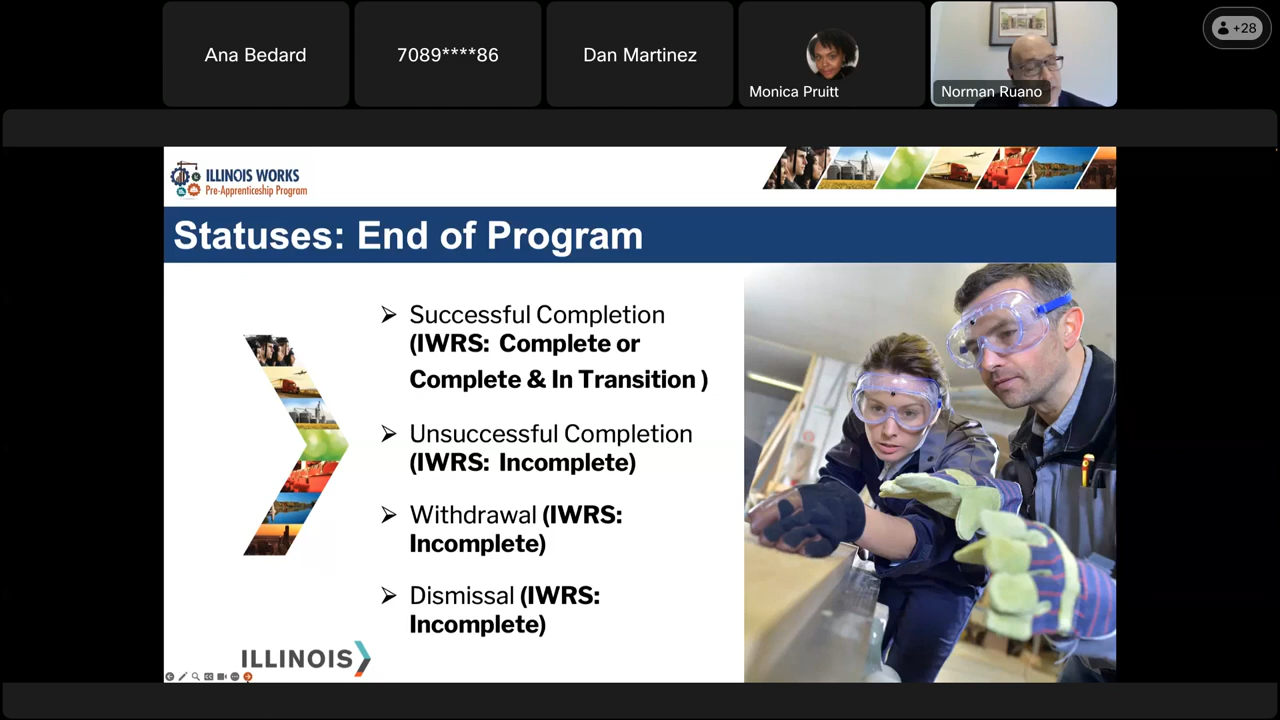 Ana Bedard
7089****86
Dan Martinez
Monica Pruitt
Norman Ruano
+28
ILLINOIS WORKS
Pre-Apprenticeship Program
Statuses: End of Program
➢ Successful Completion
(IWRS: Complete or
Complete & In Transition )
➢ Unsuccessful Completion
(IWRS: Incomplete)
➢ Withdrawal (IWRS:
Incomplete)
➢ Dismissal (IWRS:
Incomplete)
ILLINOIS